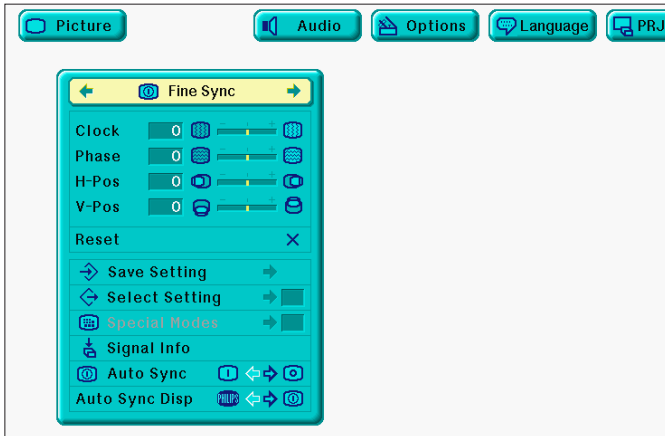 Picture
Audio
Options
Language
PRJ
Fine Sync
Clock 0
Phase 0
H-Pos 0
V-Pos 0
Reset
Save Setting
Select Setting
Special Modes
Signal Info
Auto Sync
Auto Sync Disp PHILIPS